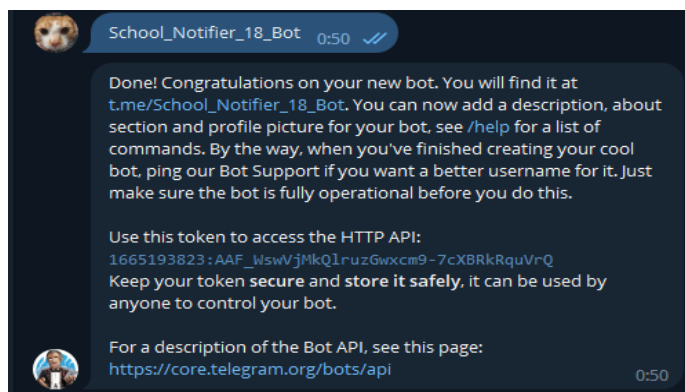 School_Notifier_18_Bot 0:50
Done! Congratulations on your new bot. You will find it at
t.me/School_Notifier_18_Bot. You can now add a description, about
section and profile picture for your bot, see /help for a list of
commands. By the way, when you've finished creating your cool
bot, ping our Bot Support if you want a better username for it. Just
make sure the bot is fully operational before you do this.
Use this token to access the HTTP API:
1665193823:AAF_WswVjMkQlruzGwxcm9-7cXBRkRquVrQ
Keep your token secure and store it safely, it can be used by
anyone to control your bot.
For a description of the Bot API, see this page:
https://core.telegram.org/bots/api 0:50